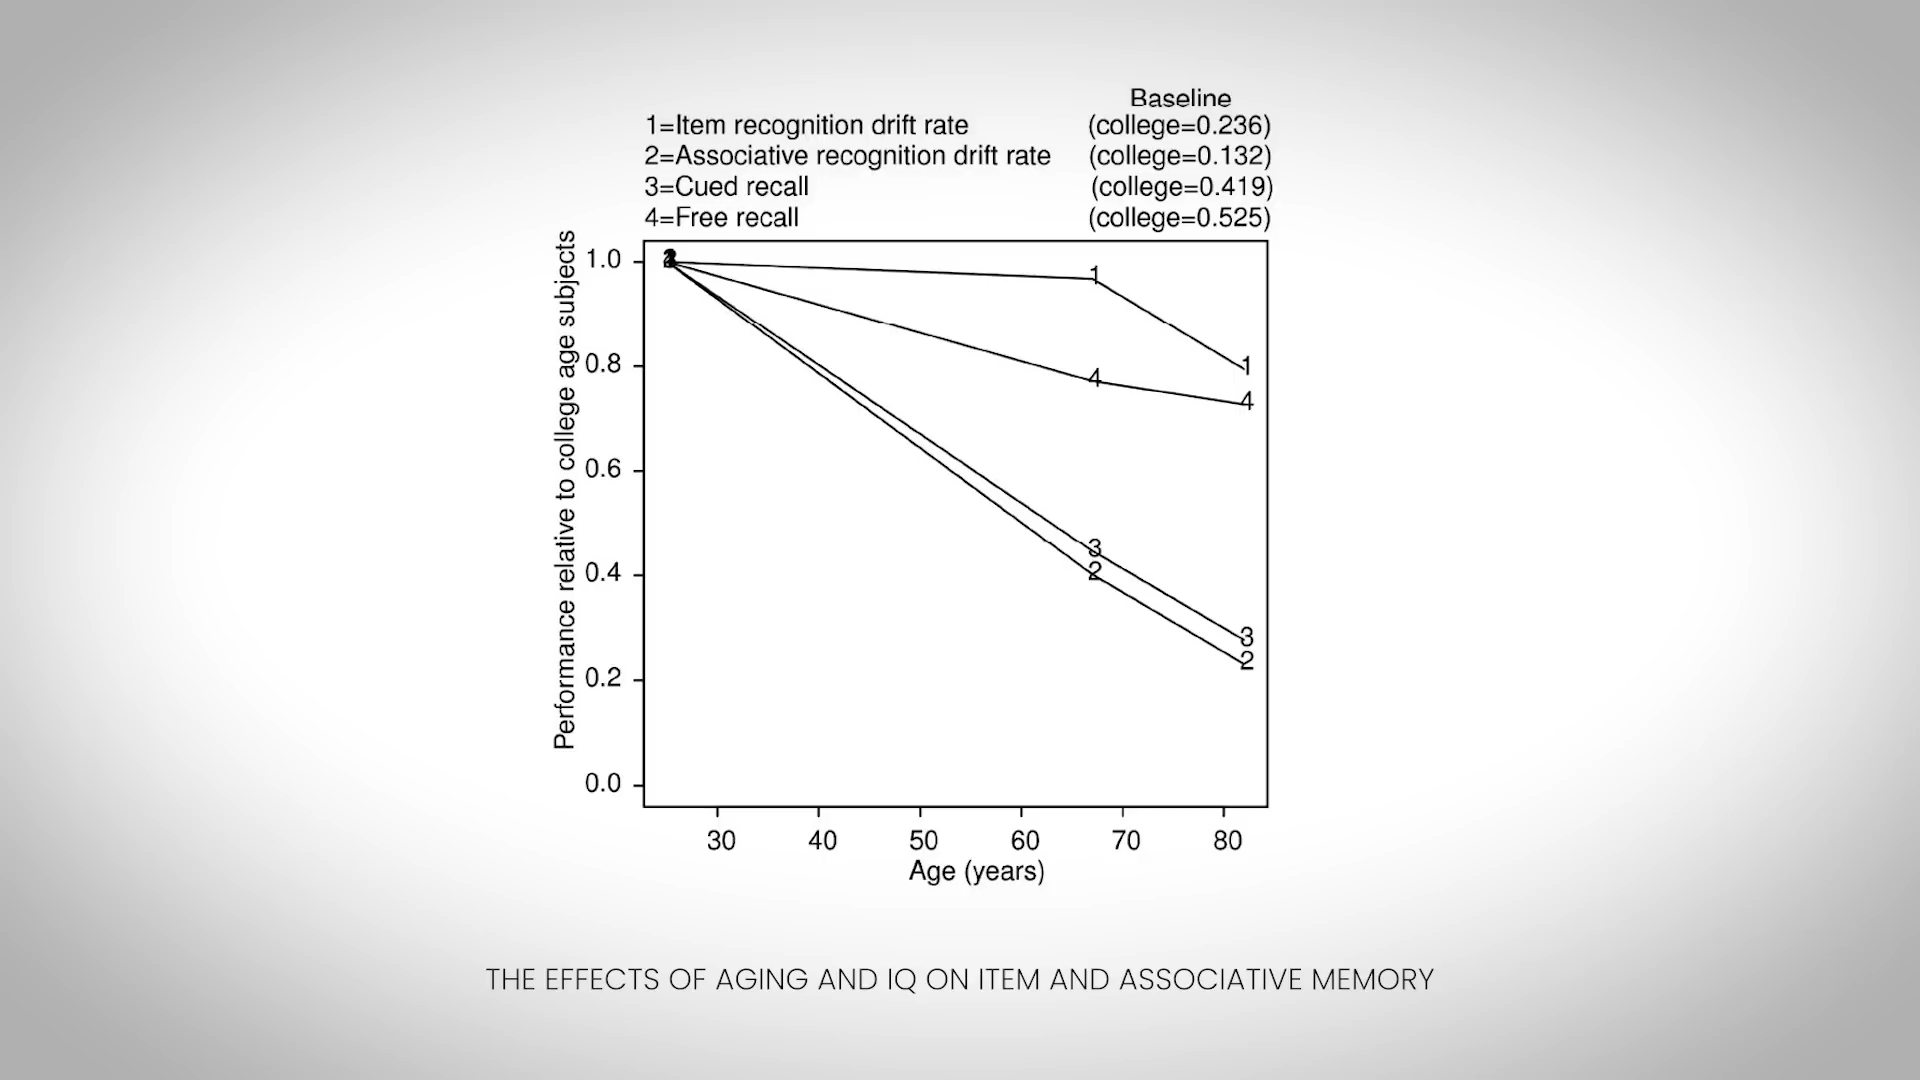 Baseline
1=Item recognition drift rate (college=0.236)
2=Associative recognition drift rate (college=0.132)
3=Cued recall (college=0.419)
4=Free recall (college=0.525)
Performance relative to college age subjects
1.0
0.8
0.6
0.4
0.2
0.0
1
1
4
4
3
2
3
2
30 40 50 60 70 80
Age (years)
THE EFFECTS OF AGING AND IQ ON ITEM AND ASSOCIATIVE MEMORY